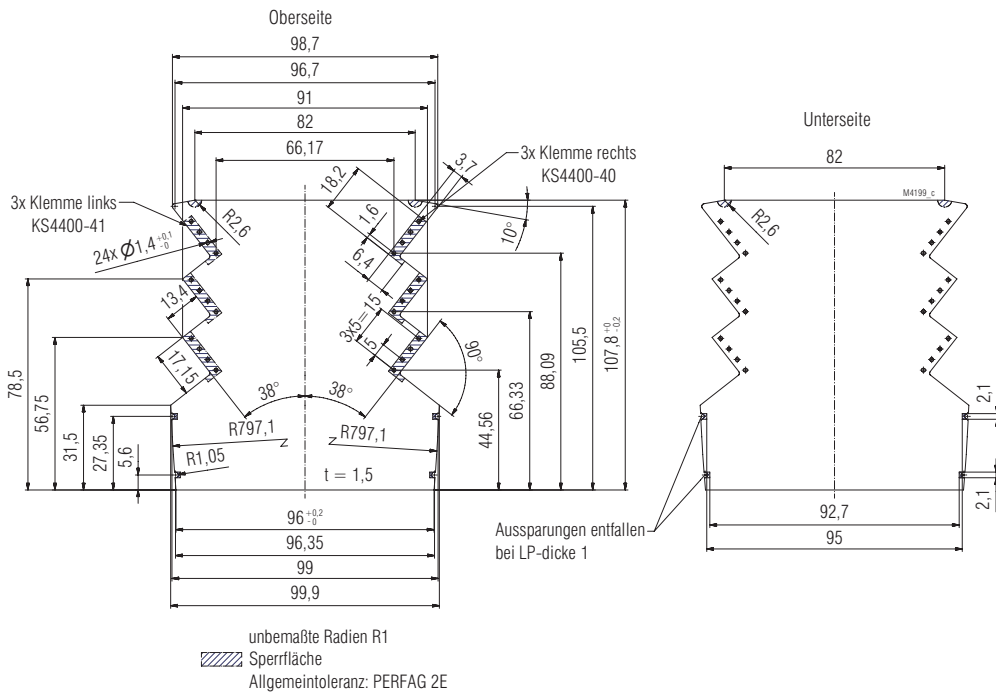 Oberseite
98,7
96,7
91
82
66,17
3x Klemme links
KS4400-41
3x Klemme rechts
KS4400-40
R2,6
24x Ø1,4 +0,1 -0
18,2
3,7
1,6
6,4
10°
13,4
3x5=15
5
90°
17,15
38°
38°
R797,1
R797,1
R1,05
t = 1,5
78,5
56,75
31,5
27,35
5,6
44,56
66,33
88,09
105,5
107,8 +0 -0,2
96 +0,2 -0
96,35
99
99,9
Unterseite
82
M4199_c
R2,6
2,1
2,1
Aussparungen entfallen
bei LP-dicke 1
92,7
95
unbemaßte Radien R1
Sperrfläche
Allgemeintoleranz: PERFAG 2E